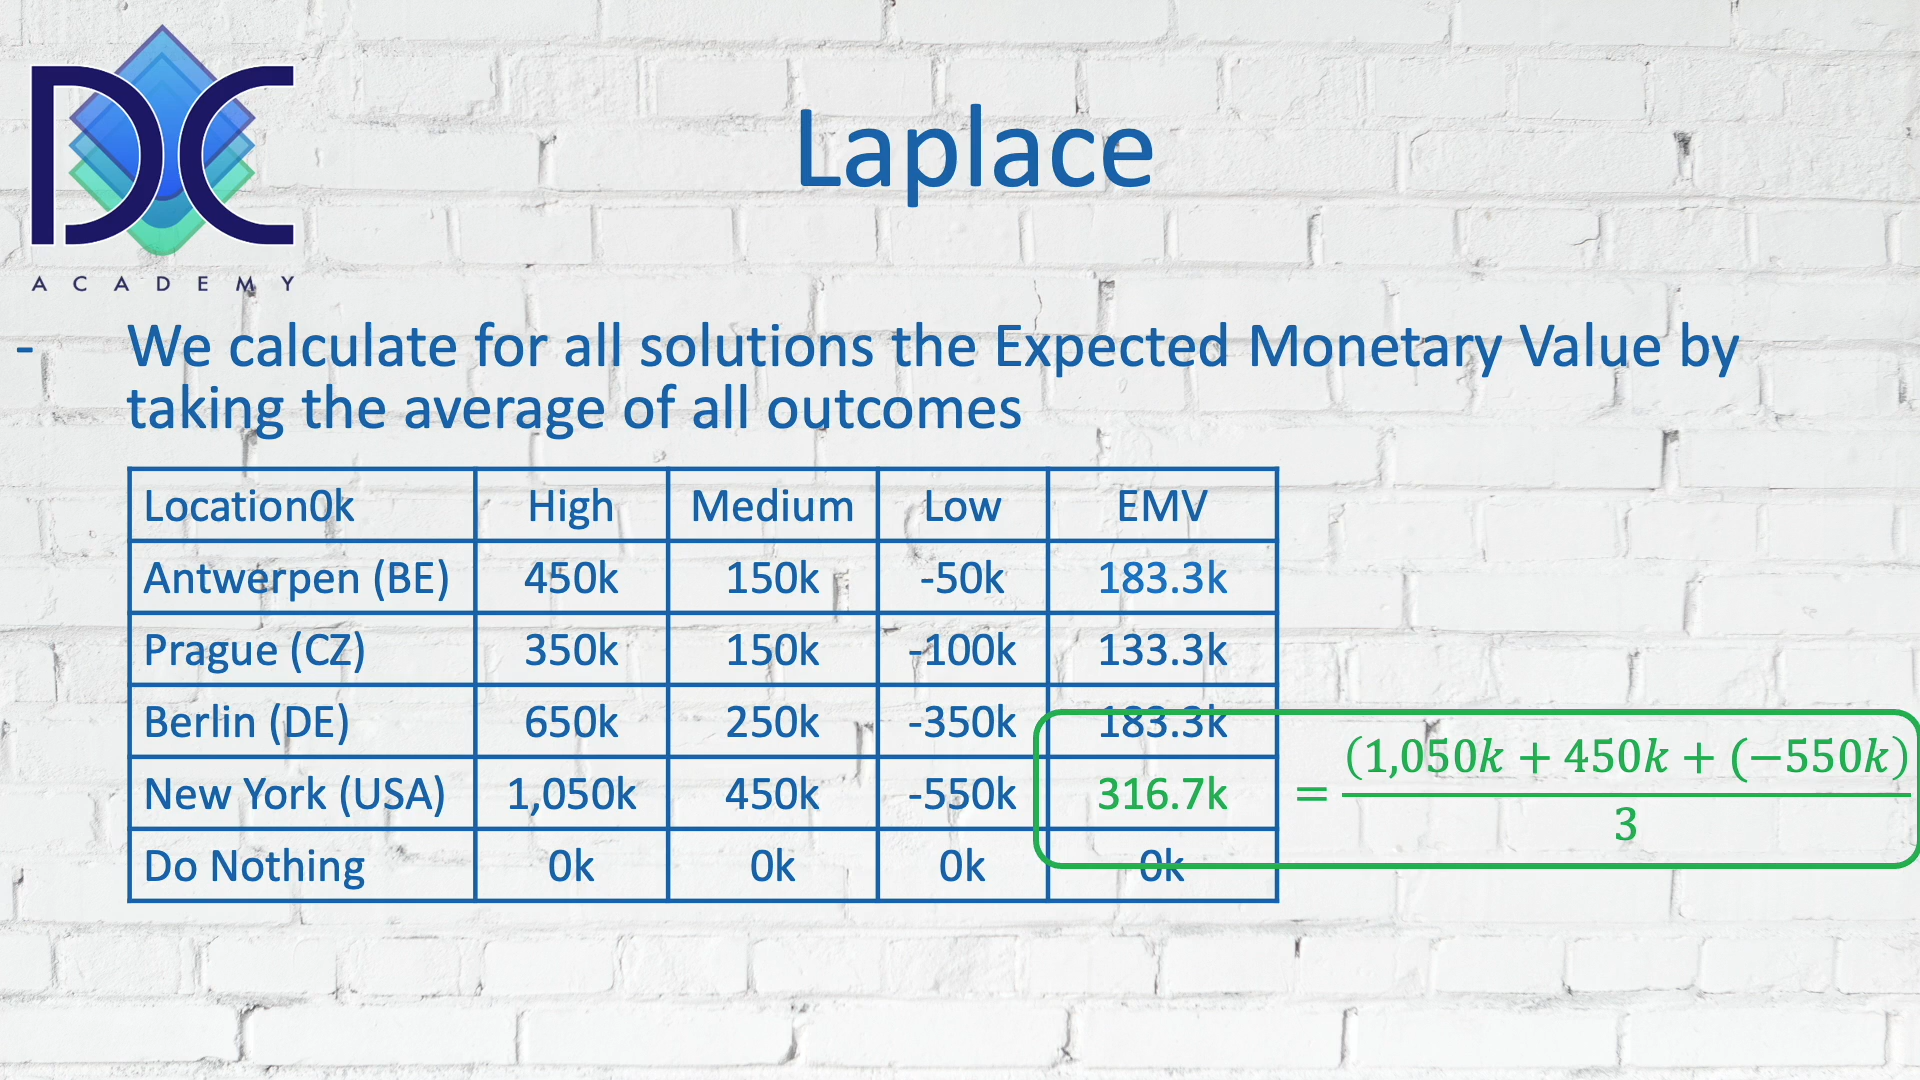 DC
ACADEMY
Laplace
- We calculate for all solutions the Expected Monetary Value by
taking the average of all outcomes
Location0k High Medium Low EMV
Antwerpen (BE) 450k 150k -50k 183.3k
Prague (CZ) 350k 150k -100k 133.3k
Berlin (DE) 650k 250k -350k 183.3k
New York (USA) 1,050k 450k -550k 316.7k = (1,050k + 450k + (−550k) / 3
Do Nothing 0k 0k 0k 0k